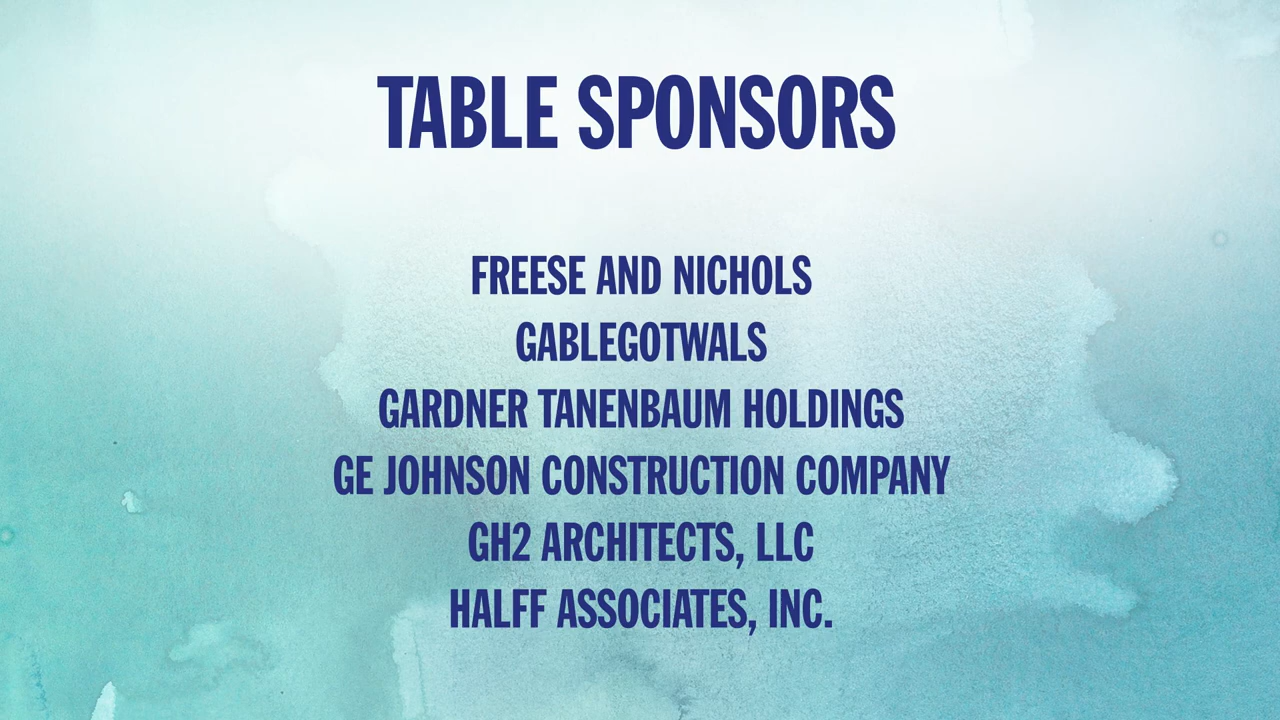 TABLE SPONSORS
FREESE AND NICHOLS
GABLEGOTWALS
GARDNER TANENBAUM HOLDINGS
GE JOHNSON CONSTRUCTION COMPANY
GH2 ARCHITECTS, LLC
HALFF ASSOCIATES, INC.